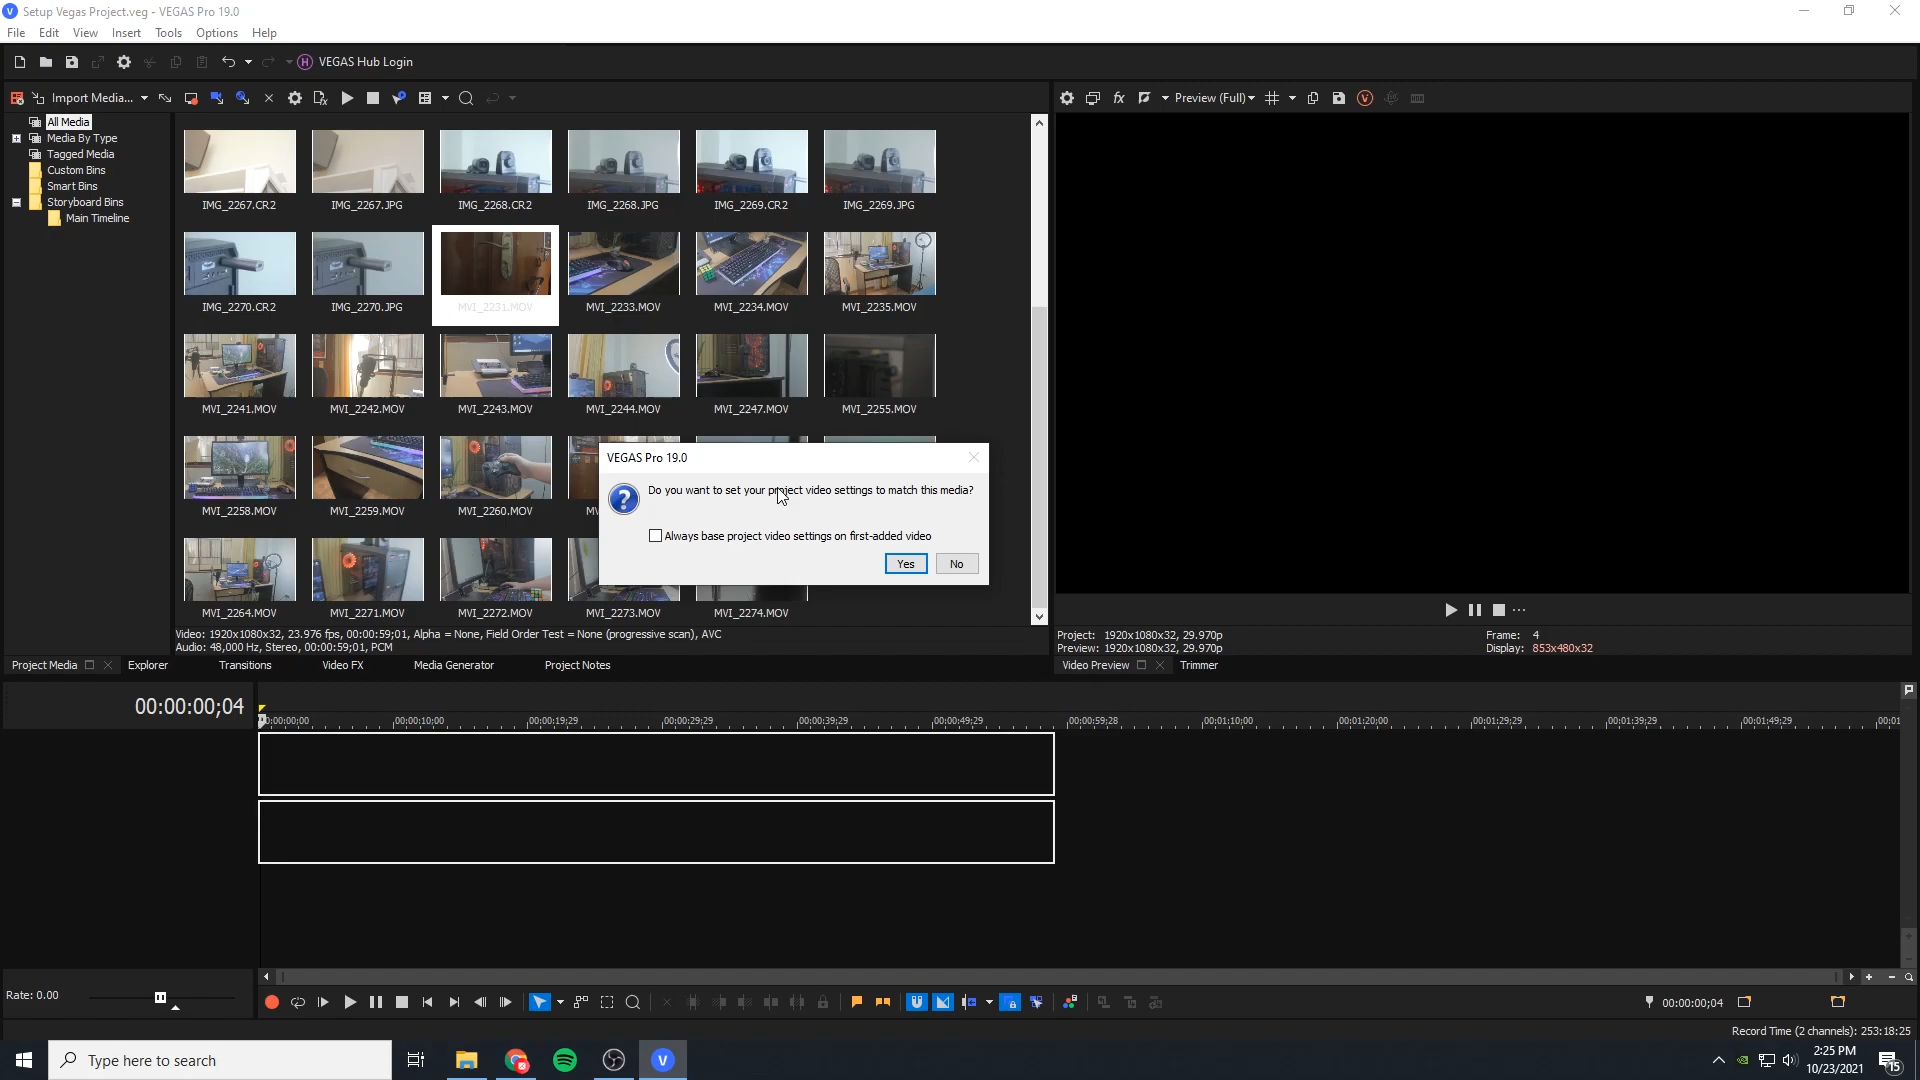 Setup Vegas Project.veg - VEGAS Pro 19.0
File Edit View Insert Tools Options Help
VEGAS Hub Login
Import Media... Preview (Full)
All Media
Media By Type
Tagged Media
Custom Bins
Smart Bins
Storyboard Bins
Main Timeline
IMG_2267.CR2 IMG_2267.JPG IMG_2268.CR2 IMG_2268.JPG IMG_2269.CR2 IMG_2269.JPG
IMG_2270.CR2 IMG_2270.JPG MVI_2231.MOV MVI_2233.MOV MVI_2234.MOV MVI_2235.MOV
MVI_2241.MOV MVI_2242.MOV MVI_2243.MOV MVI_2244.MOV MVI_2247.MOV MVI_2255.MOV
MVI_2258.MOV MVI_2259.MOV MVI_2260.MOV
MVI_2264.MOV MVI_2271.MOV MVI_2272.MOV MVI_2273.MOV MVI_2274.MOV
VEGAS Pro 19.0
Do you want to set your project video settings to match this media?
Always base project video settings on first-added video
Yes No
Video: 1920x1080x32, 23.976 fps, 00:00:59;01, Alpha = None, Field Order Test = None (progressive scan), AVC
Audio: 48,000 Hz, Stereo, 00:00:59;01, PCM
Project: 1920x1080x32, 29.970p Frame: 4
Preview: 1920x1080x32, 29.970p Display: 853x480x32
Project Media Explorer Transitions Video FX Media Generator Project Notes Video Preview Trimmer
00:00:00;04
00:00:10;00 00:00:19;29 00:00:29;29 00:00:39;29 00:00:49;29 00:00:59;28 00:01:10;00 00:01:20;00 00:01:29;29 00:01:39;29 00:01:49;29
Rate: 0.00
00:00:00;04
Record Time (2 channels): 253:18:25
Type here to search
2:25 PM
10/23/2021
15